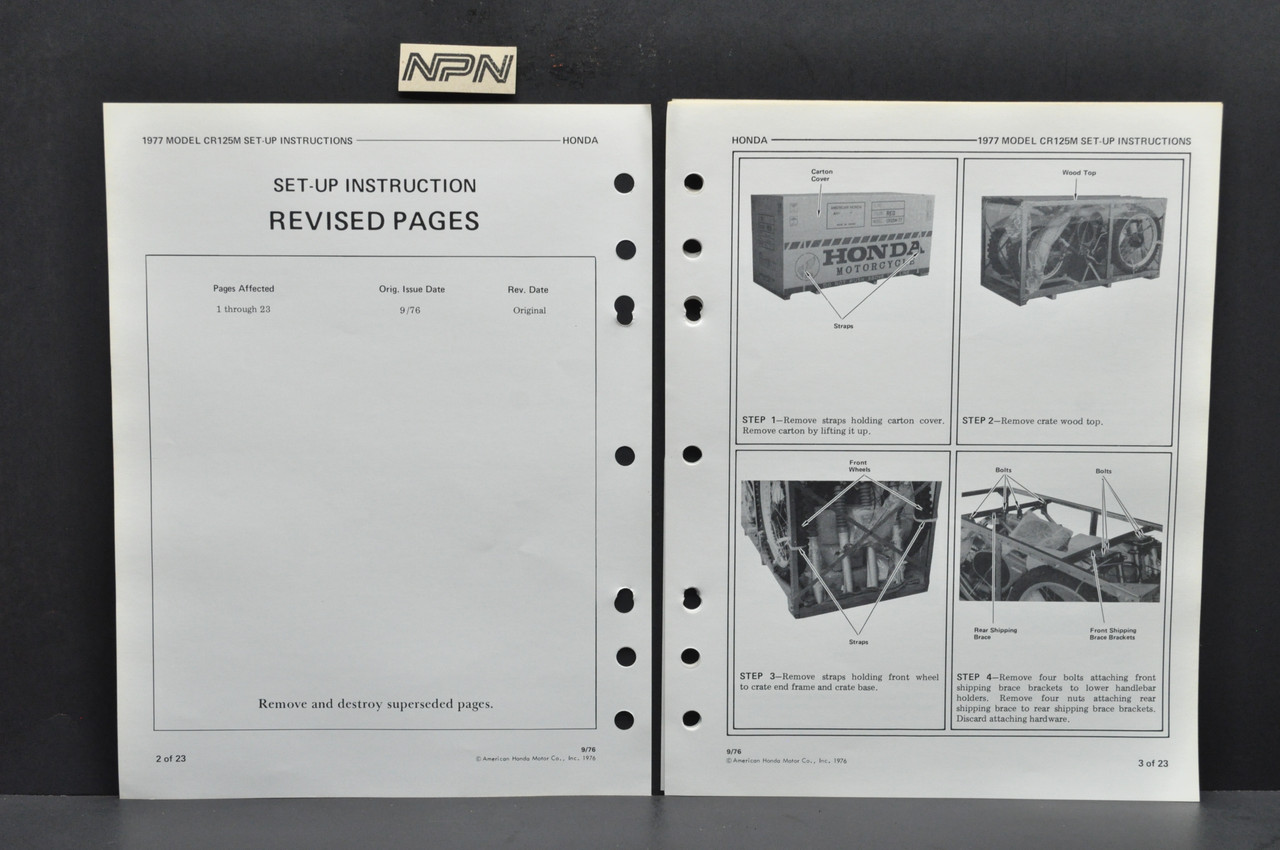 NPN
1977 MODEL CR125M SET-UP INSTRUCTIONS HONDA
SET-UP INSTRUCTION
REVISED PAGES
Pages Affected Orig. Issue Date Rev. Date
1 through 23 9/76 Original
Remove and destroy superseded pages.
9/76
2 of 23 ©American Honda Motor Co., Inc. 1976
HONDA 1977 MODEL CR125M SET-UP INSTRUCTIONS
Carton
Cover
HONDA
MOTORCYCLE
Straps
STEP 1—Remove straps holding carton cover.
Remove carton by lifting it up.
Wood Top
STEP 2—Remove crate wood top.
Front
Wheels
Straps
STEP 3—Remove straps holding front wheel
to crate end frame and crate base.
Bolts Bolts
Rear Shipping
Brace
Front Shipping
Brace Brackets
STEP 4—Remove four bolts attaching front
shipping brace brackets to lower handlebar
holders. Remove four nuts attaching rear
shipping brace to rear shipping brace brackets.
Discard attaching hardware.
9/76
©American Honda Motor Co., Inc. 1976
3 of 23